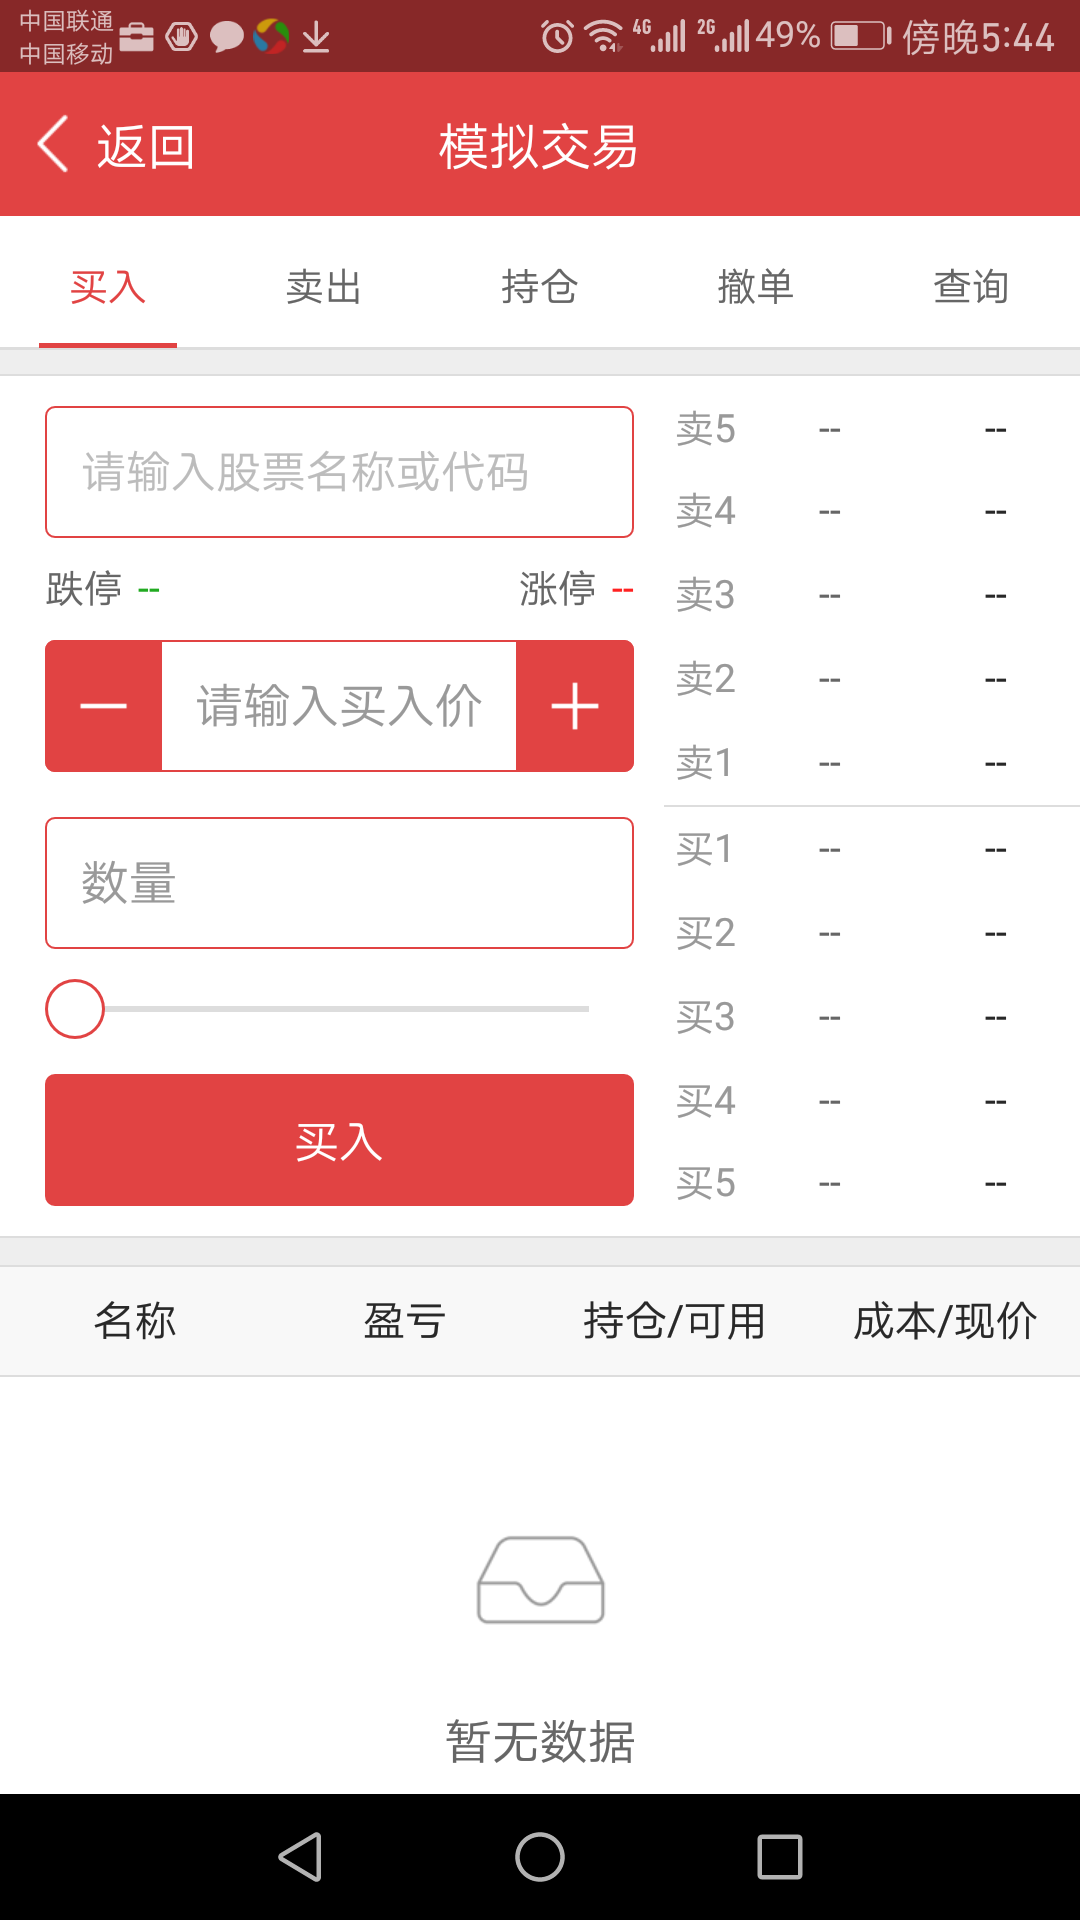 中国联通
中国移动
4G 2G 49% 傍晚5:44
返回 模拟交易
买入 卖出 持仓 撤单 查询
请输入股票名称或代码
跌停 -- 涨停 --
请输入买入价
数量
买入
卖5 -- --
卖4 -- --
卖3 -- --
卖2 -- --
卖1 -- --
买1 -- --
买2 -- --
买3 -- --
买4 -- --
买5 -- --
名称 盈亏 持仓/可用 成本/现价
暂无数据